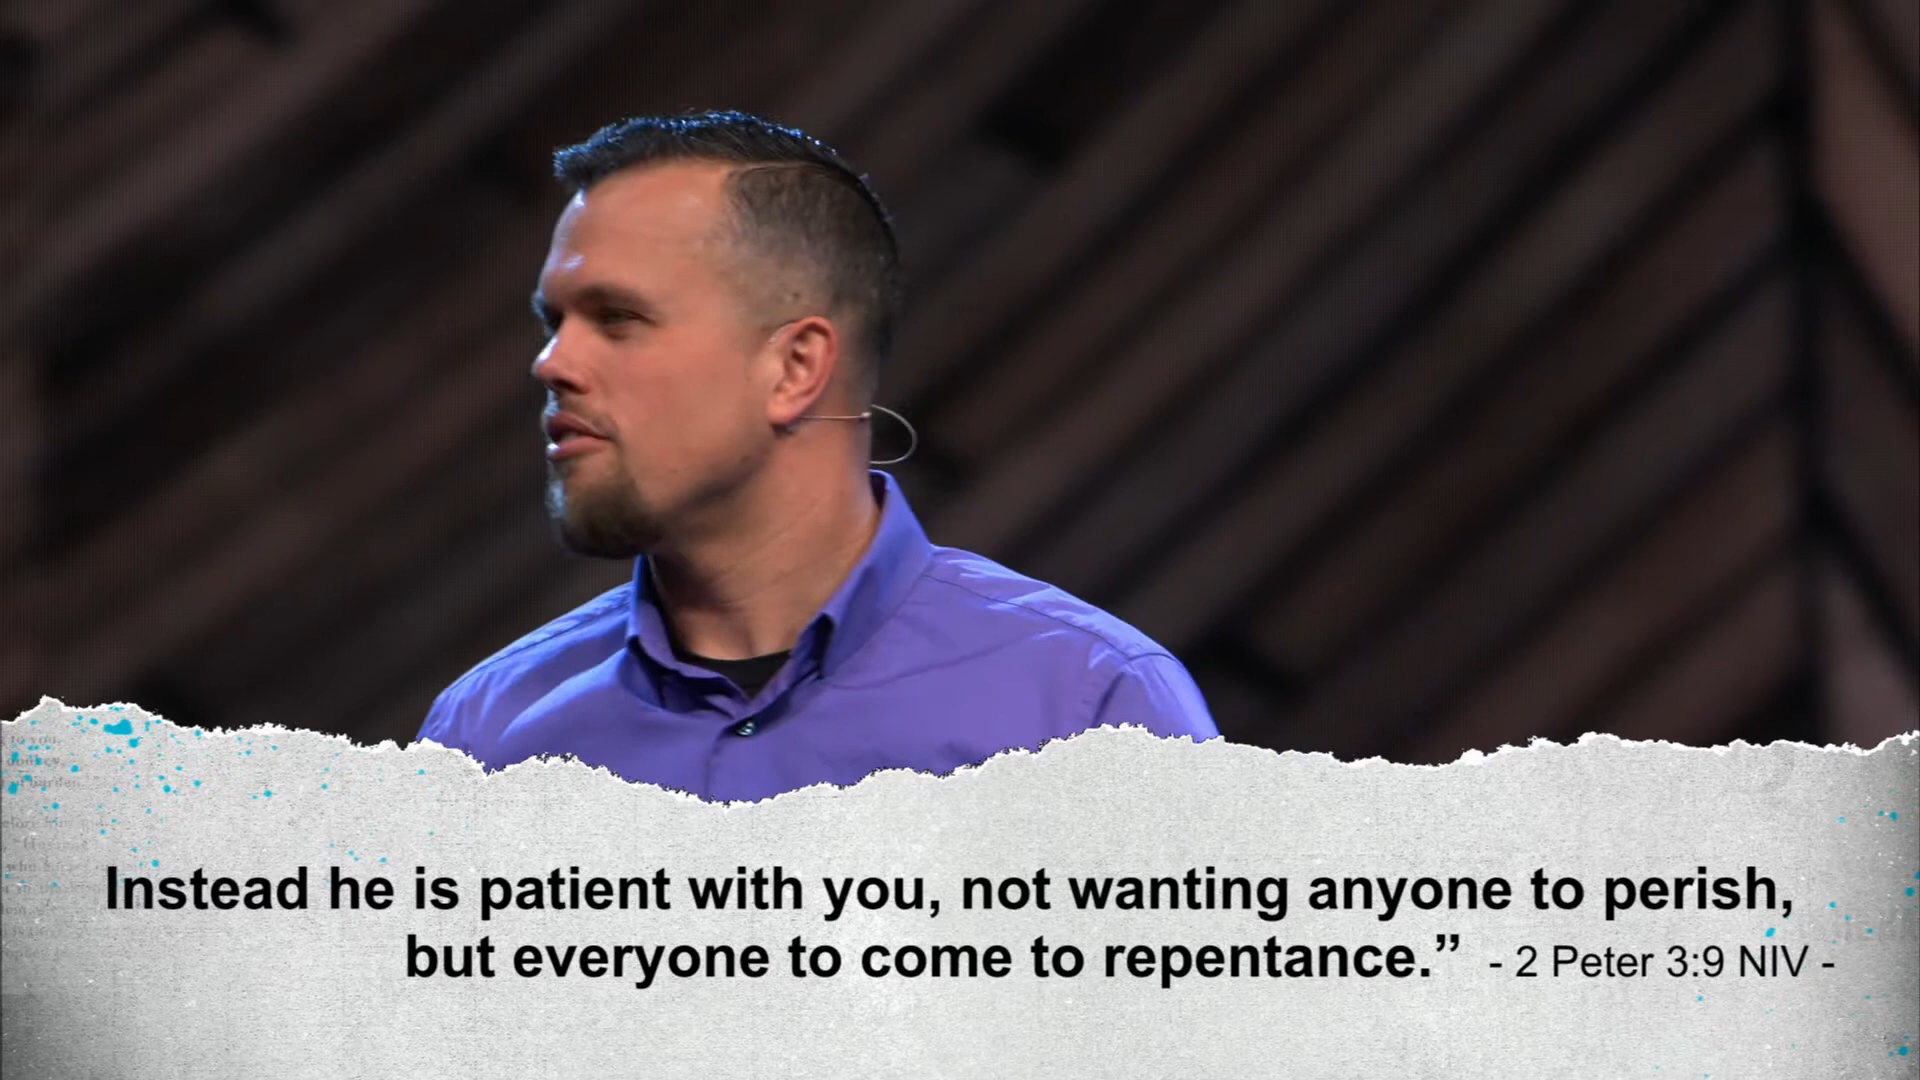 Instead he is patient with you, not wanting anyone to perish,
but everyone to come to repentance.” - 2 Peter 3:9 NIV -